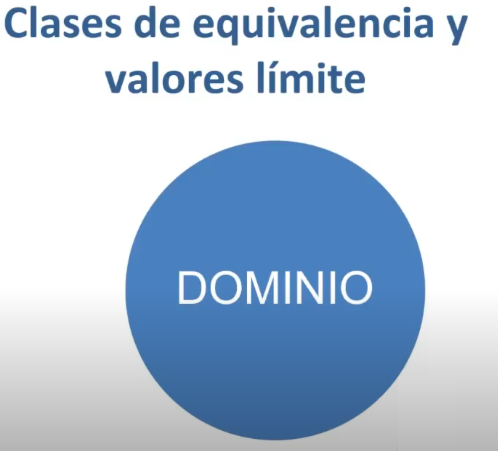 Clases de equivalencia y
valores límite
DOMINIO